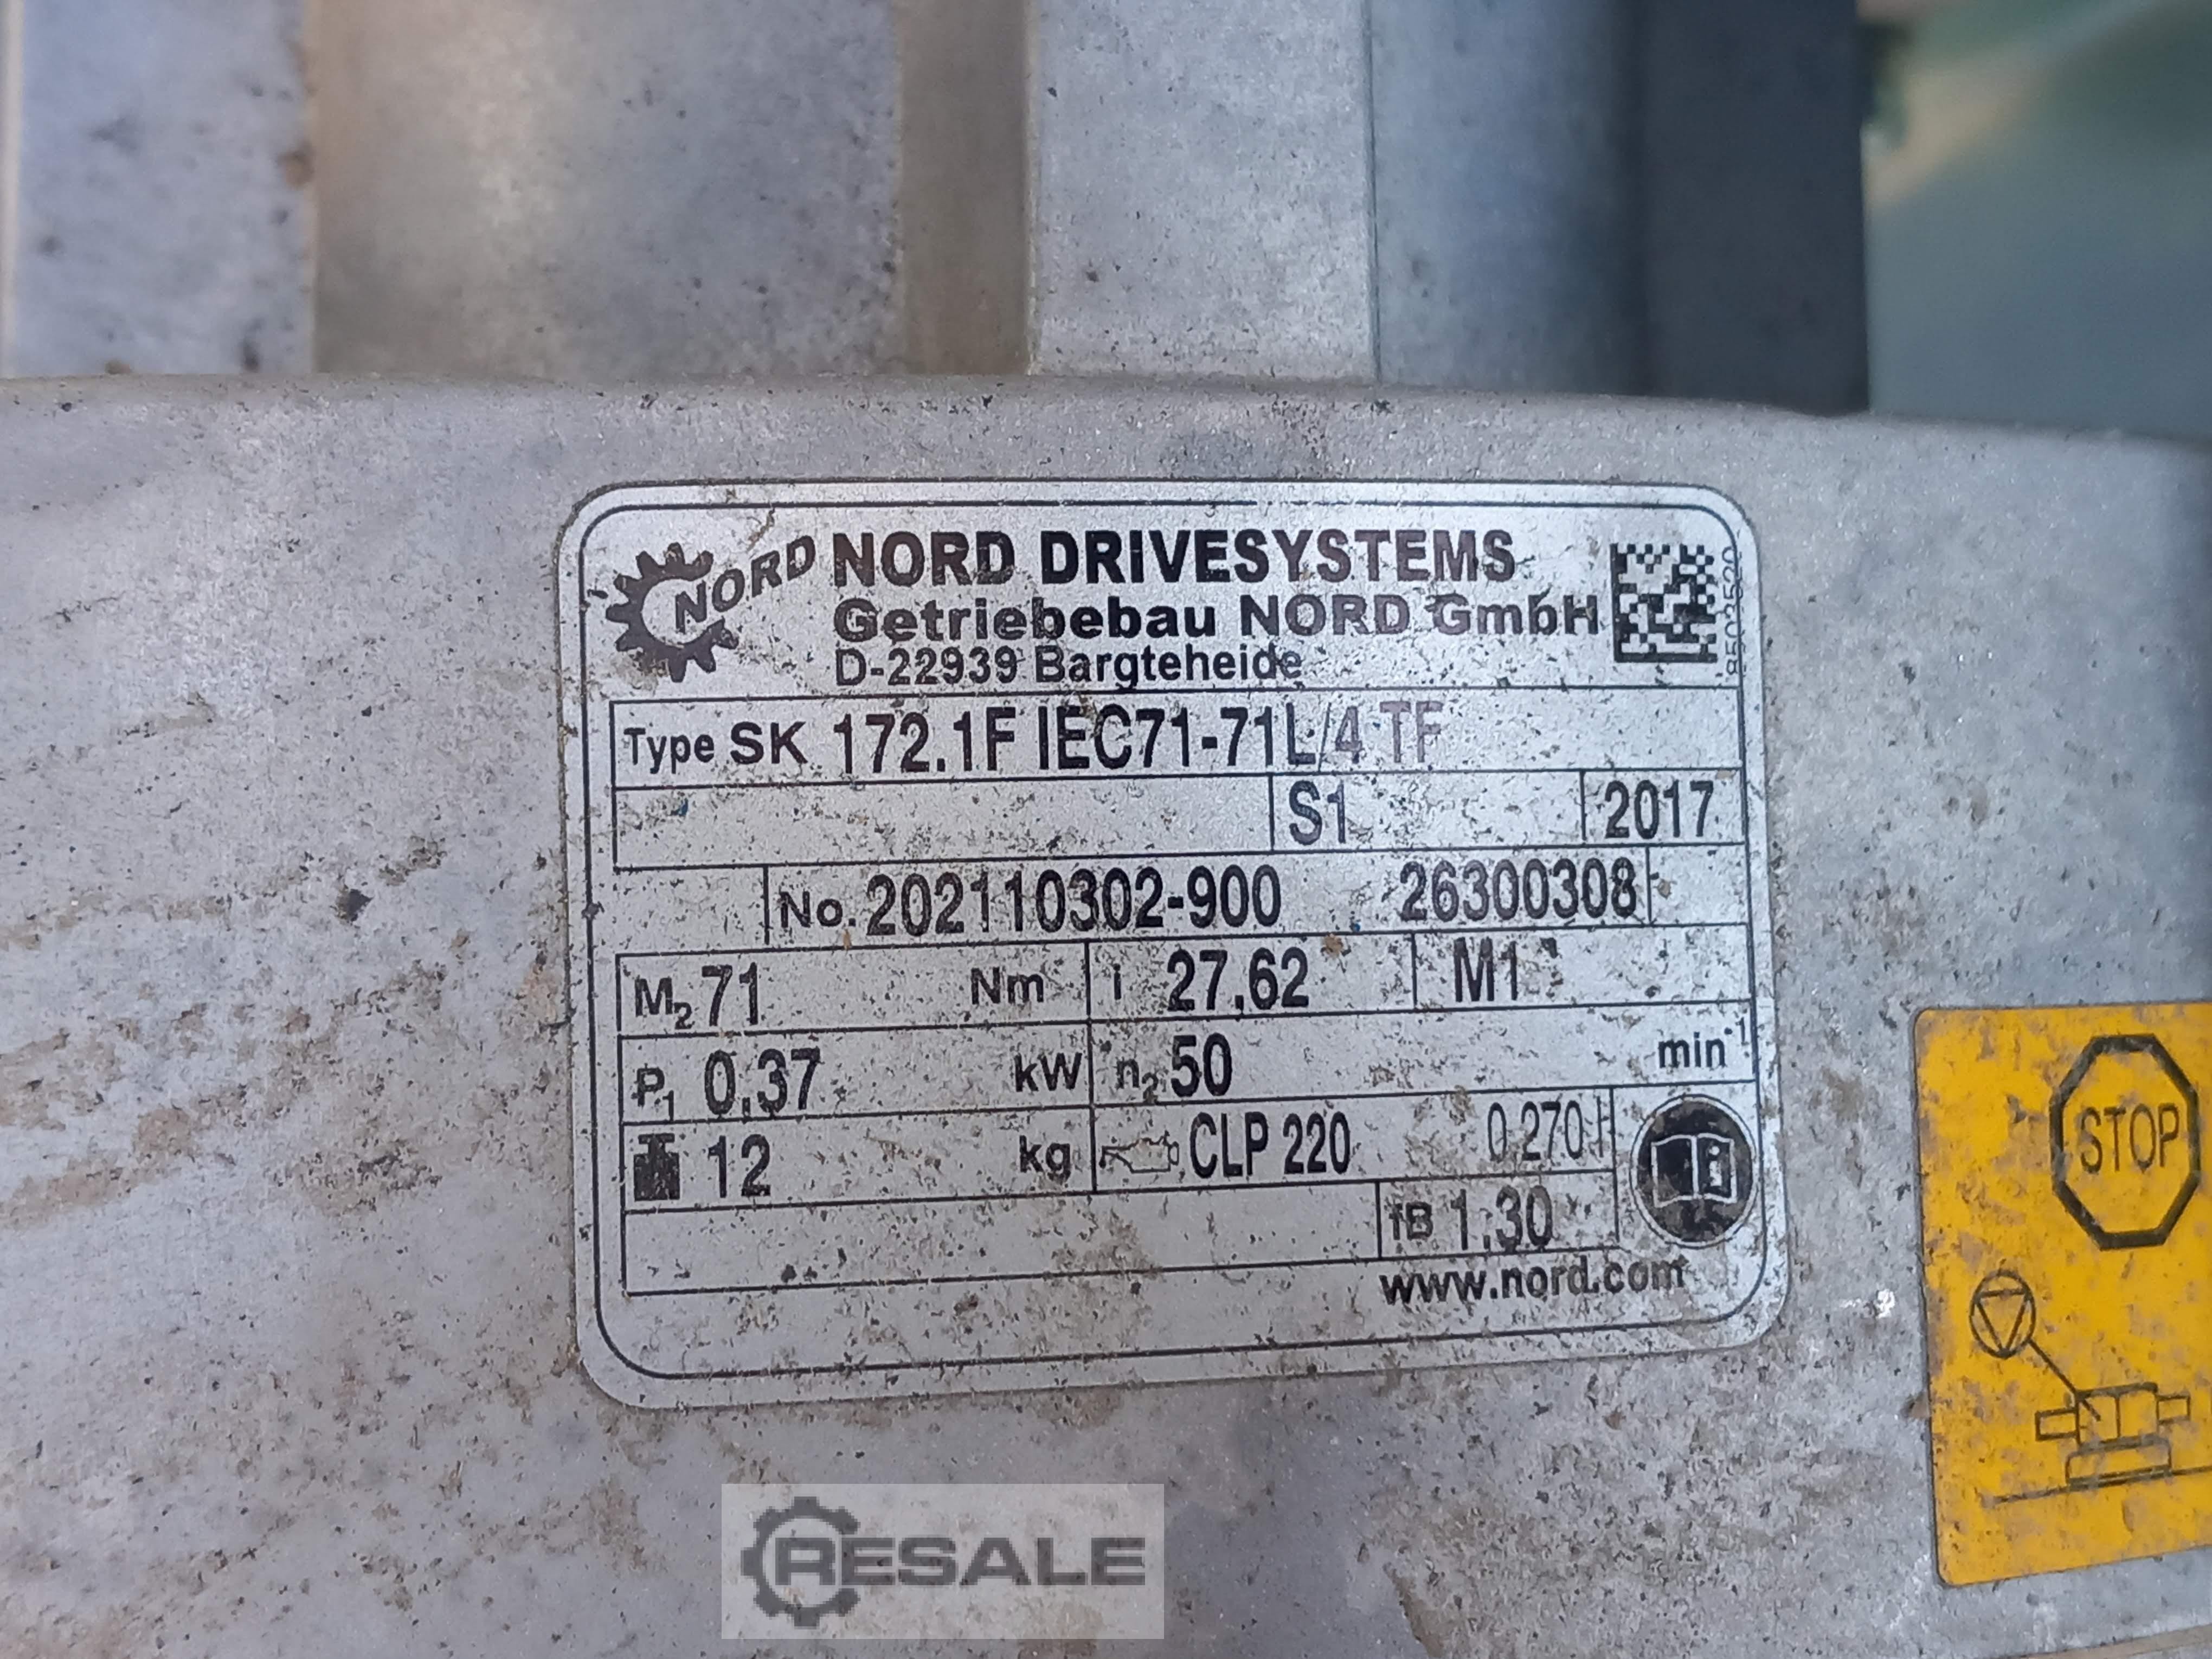 NORD NORD DRIVESYSTEMS
Getriebebau NORD GmbH
D-22939 Bargteheide
Type SK 172.1F IEC71-71L/4 TF
S1 2017
No. 202110302-900 26300308
M2 71 Nm i 27,62 M1
P1 0,37 kW n2 50 min-1
12 kg CLP 220 0,270 l
fB 1,30
www.nord.com
STOP
RESALE